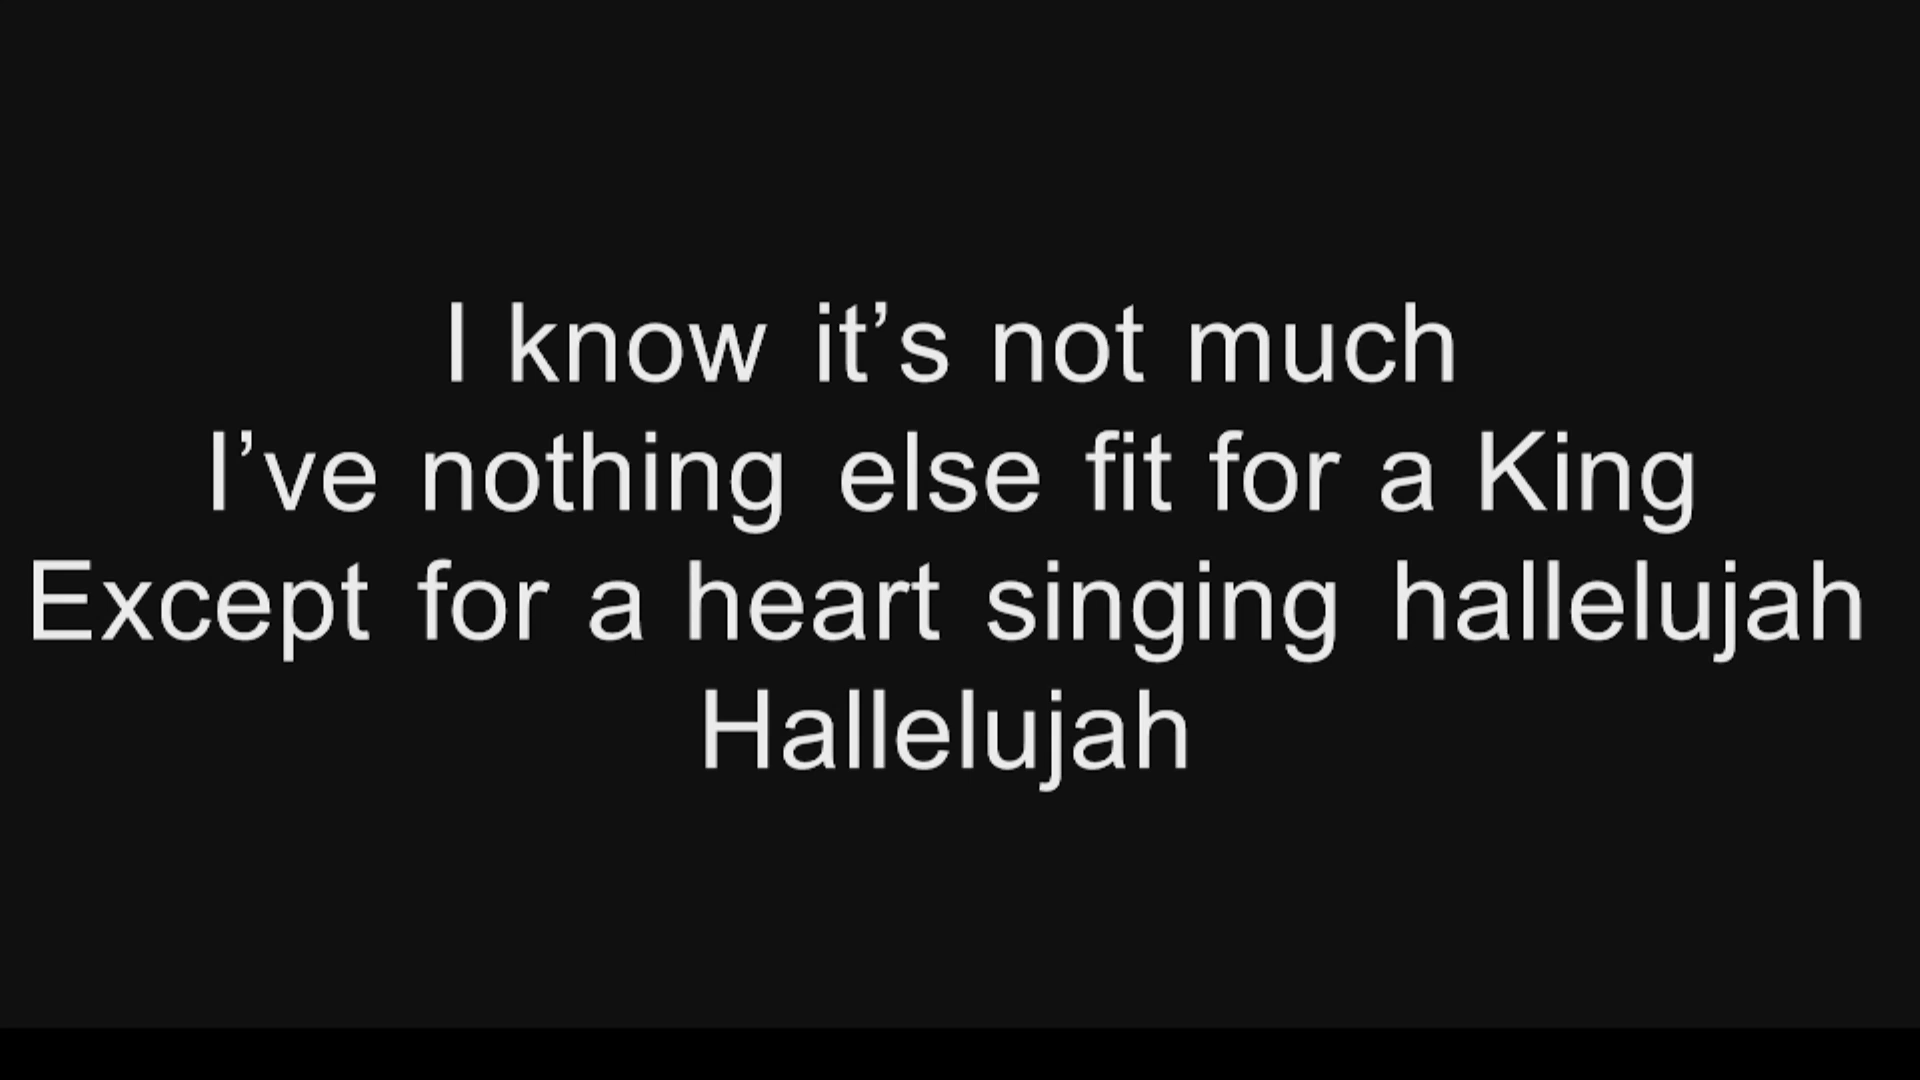 I know it’s not much
I’ve nothing else fit for a King
Except for a heart singing hallelujah
Hallelujah